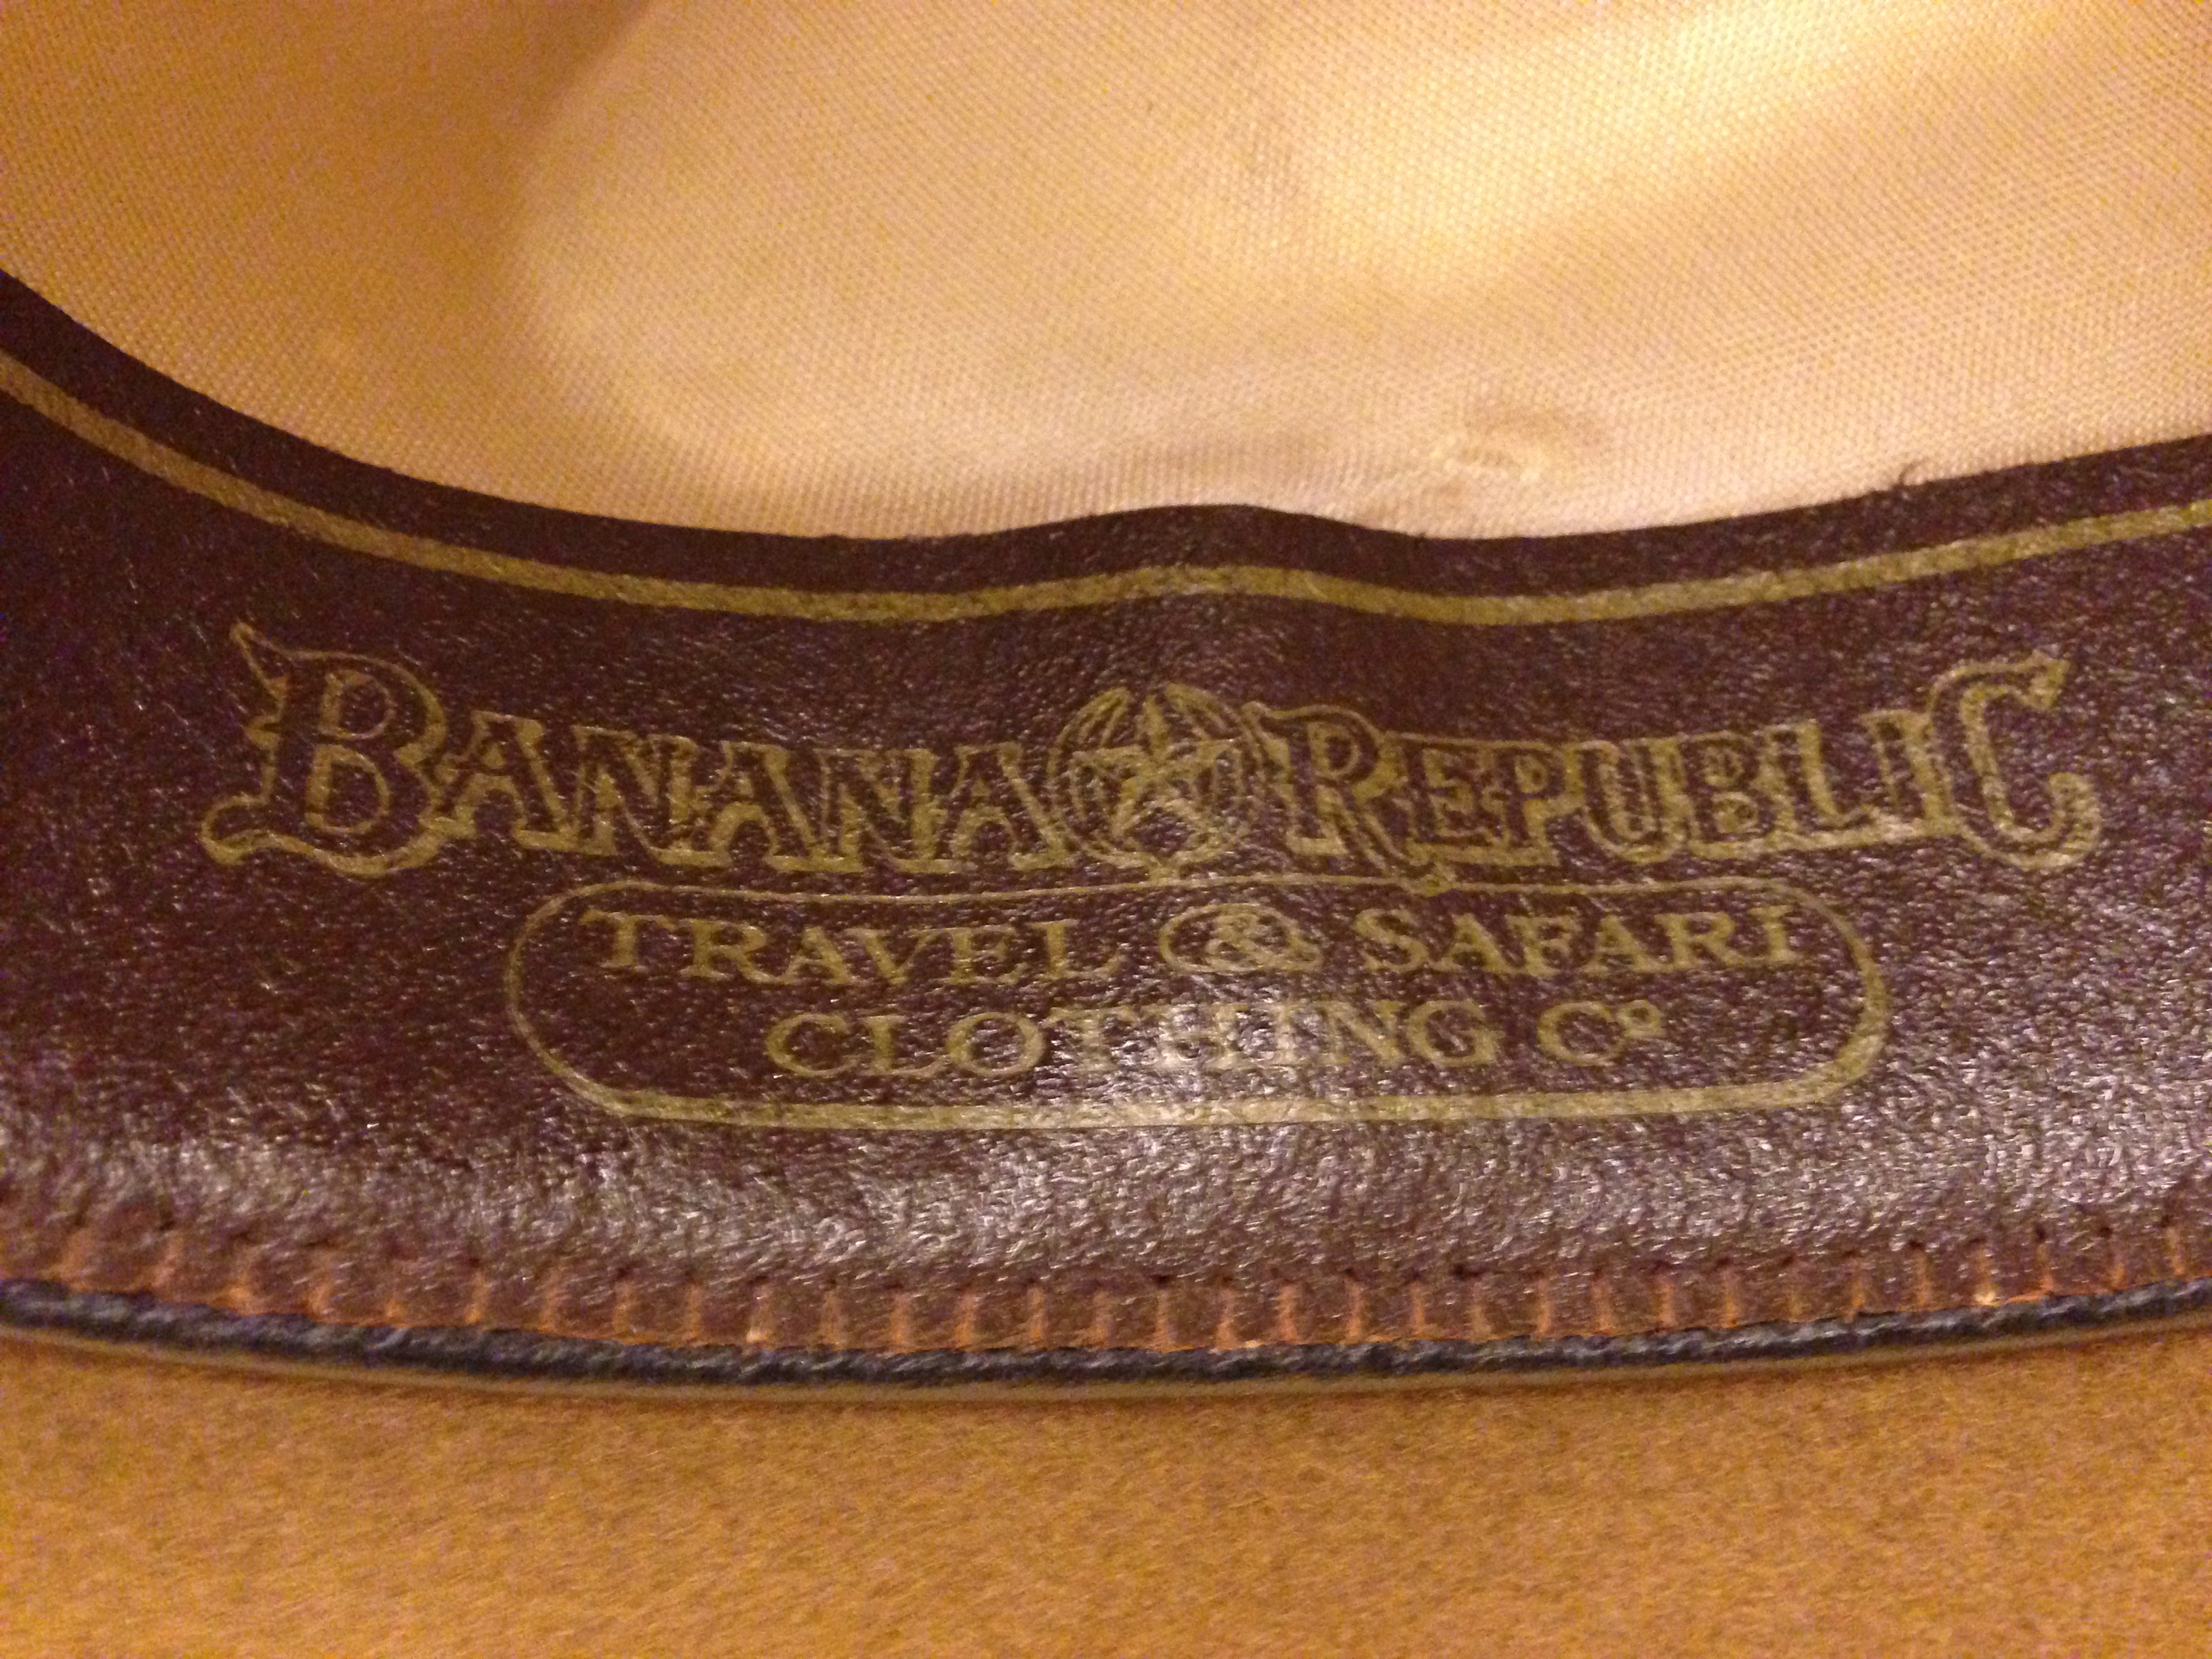 BANANA REPUBLIC
TRAVEL & SAFARI
CLOTHING Cº